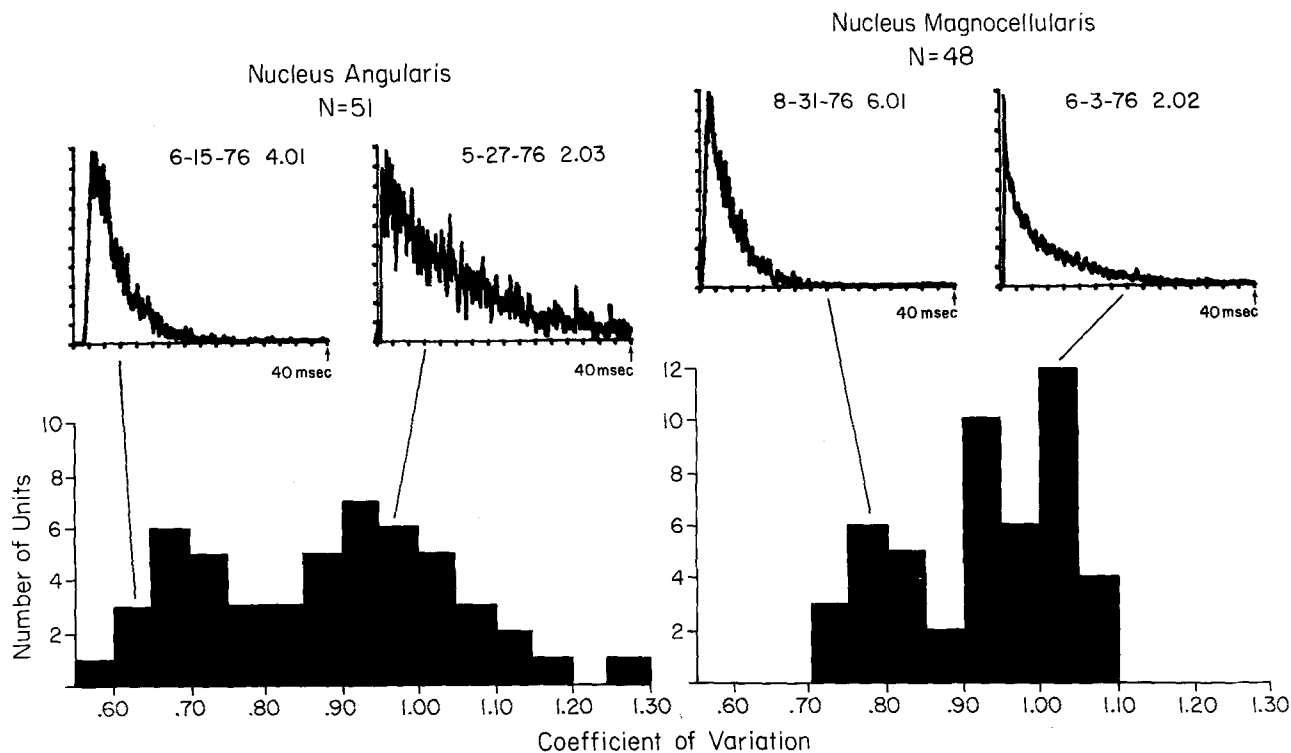 Nucleus Angularis
N=51
6-15-76 4.01
5-27-76 2.03
40 msec
40 msec
Nucleus Magnocellularis
N=48
8-31-76 6.01
6-3-76 2.02
40 msec
40 msec
Number of Units
10
8
6
4
2
.60 .70 .80 .90 1.00 1.10 1.20 1.30
12
10
8
6
4
2
.60 .70 .80 .90 1.00 1.10 1.20 1.30
Coefficient of Variation